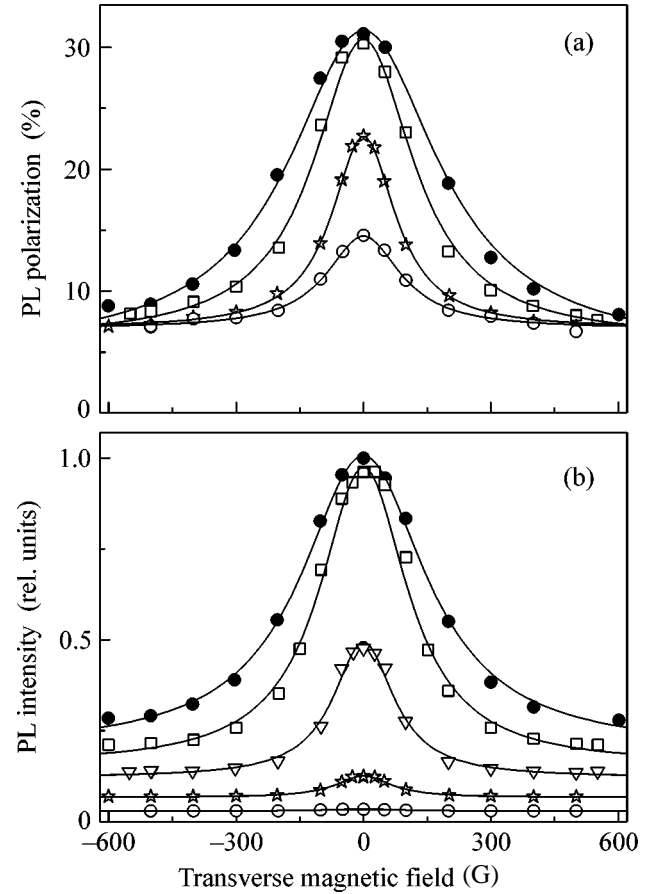 (a)
30
20
10
0
PL polarization (%)
(b)
1.0
0.5
0
PL intensity (rel. units)
−600 −300 0 300 600
Transverse magnetic field (G)